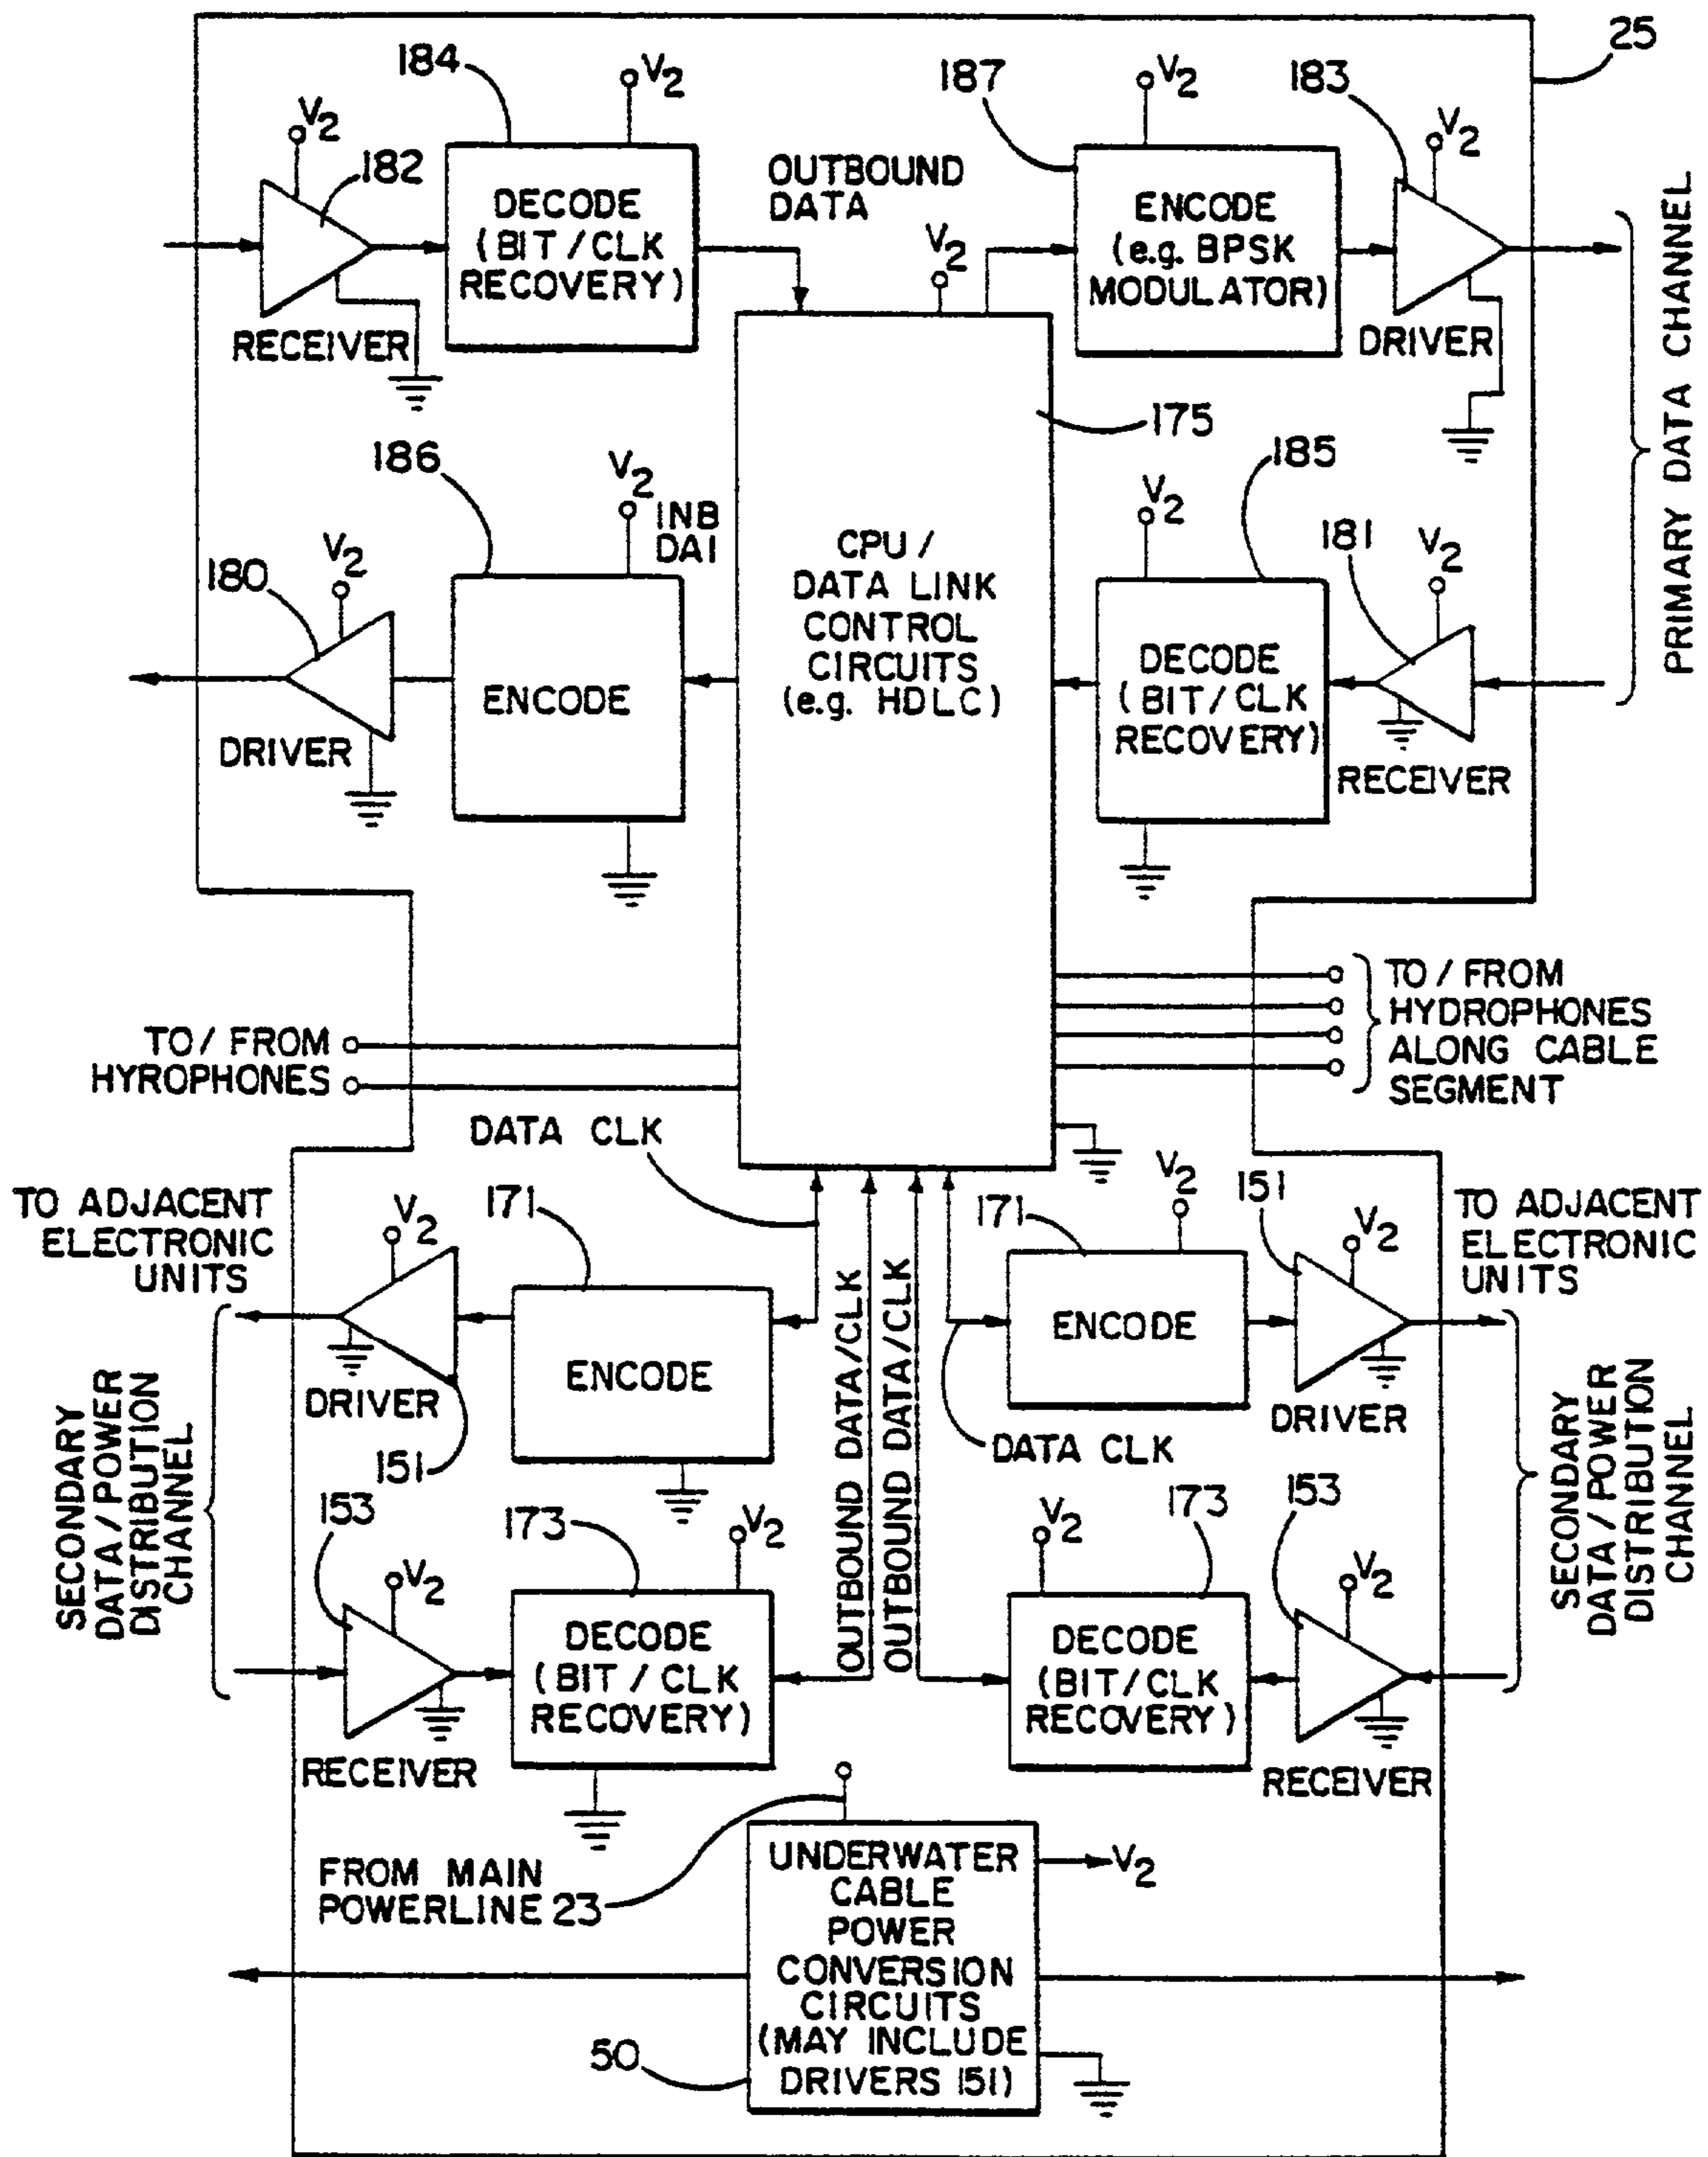 25
184
V2
187
V2
183
V2
V2
182
DECODE
(BIT/CLK
RECOVERY)
OUTBOUND
DATA
V2
ENCODE
(e.g. BPSK
MODULATOR)
RECEIVER
DRIVER
PRIMARY DATA CHANNEL
175
186
V2
INB
DAI
185
V2
180
V2
181
V2
CPU/
DATA LINK
CONTROL
CIRCUITS
(e.g. HDLC)
ENCODE
DECODE
(BIT/CLK
RECOVERY)
DRIVER
RECEIVER
TO/FROM
HYROPHONES
TO/FROM
HYDROPHONES
ALONG CABLE
SEGMENT
DATA CLK
TO ADJACENT
ELECTRONIC
UNITS
V2
171
171
V2
151
V2
TO ADJACENT
ELECTRONIC
UNITS
ENCODE
ENCODE
DRIVER
DRIVER
151
DATA CLK
OUTBOUND DATA/CLK
OUTBOUND DATA/CLK
SECONDARY
DATA/POWER
DISTRIBUTION
CHANNEL
SECONDARY
DATA/POWER
DISTRIBUTION
CHANNEL
153
V2
173
V2
V2
173
153
V2
DECODE
(BIT/CLK
RECOVERY)
DECODE
(BIT/CLK
RECOVERY)
RECEIVER
RECEIVER
FROM MAIN
POWERLINE 23
UNDERWATER
CABLE
POWER
CONVERSION
CIRCUITS
(MAY INCLUDE
DRIVERS 151)
V2
50